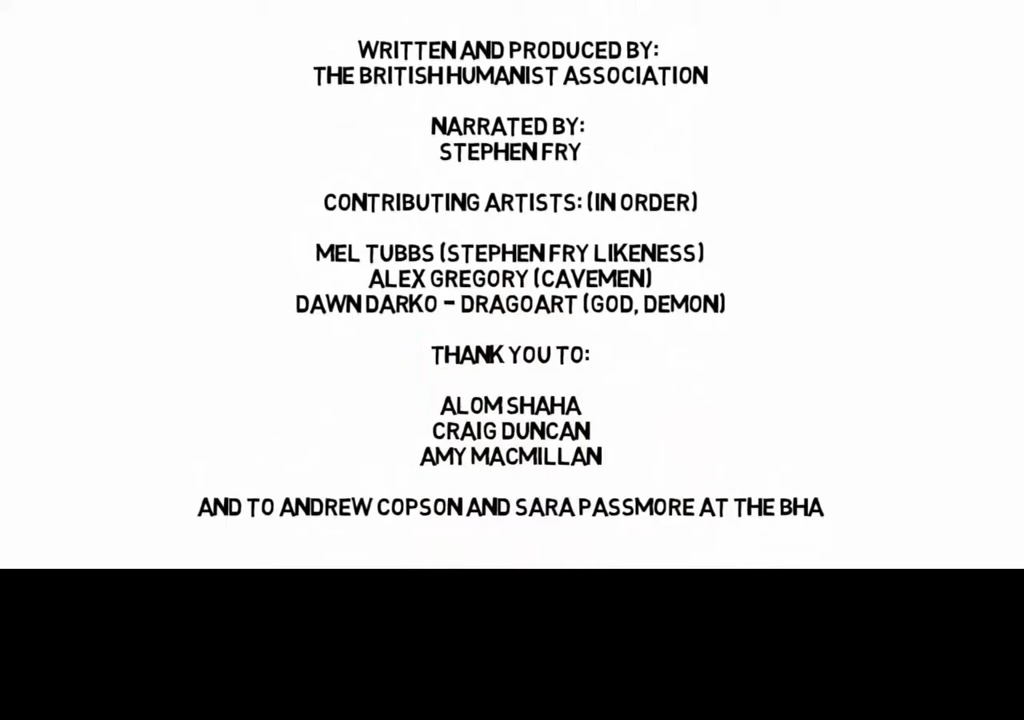 WRITTEN AND PRODUCED BY:
THE BRITISH HUMANIST ASSOCIATION
NARRATED BY:
STEPHEN FRY
CONTRIBUTING ARTISTS: (IN ORDER)
MEL TUBBS (STEPHEN FRY LIKENESS)
ALEX GREGORY (CAVEMEN)
DAWN DARKO - DRAGOART (GOD, DEMON)
THANK YOU TO:
ALOM SHAHA
CRAIG DUNCAN
AMY MACMILLAN
AND TO ANDREW COPSON AND SARA PASSMORE AT THE BHA